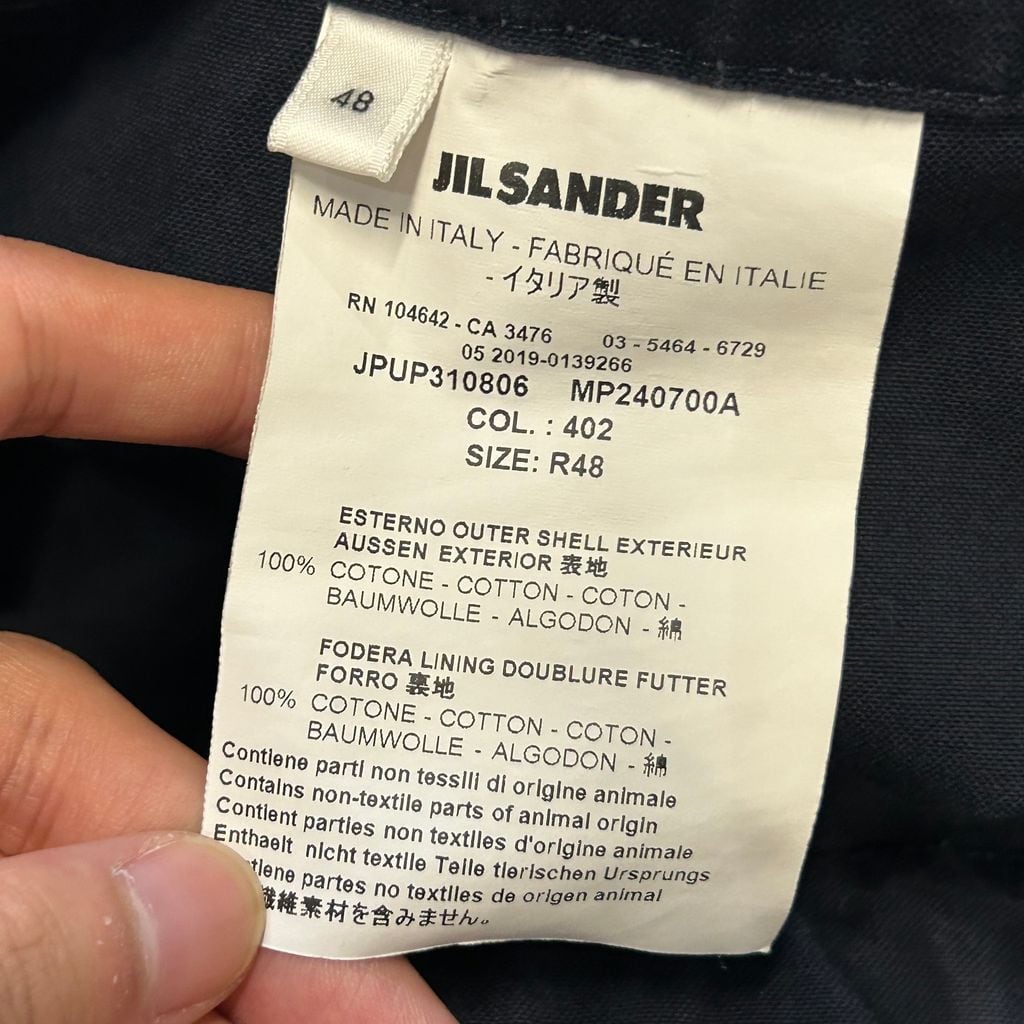 48
JIL SANDER
MADE IN ITALY - FABRIQUÉ EN ITALIE
- イタリア製
RN 104642 - CA 3476 03 - 5464 - 6729
05 2019-0139266
JPUP310806 MP240700A
COL. : 402
SIZE: R48
ESTERNO OUTER SHELL EXTERIEUR
AUSSEN EXTERIOR 表地
100% COTONE - COTTON - COTON -
BAUMWOLLE - ALGODON - 綿
FODERA LINING DOUBLURE FUTTER
FORRO 裏地
100% COTONE - COTTON - COTON -
BAUMWOLLE - ALGODON - 綿
Contiene parti non tessili di origine animale
Contains non-textile parts of animal origin
Contient parties non textiles d'origine animale
Enthaelt nicht textile Teile tierischen Ursprungs
partes no textiles de origen animal
繊維素材を含みません。